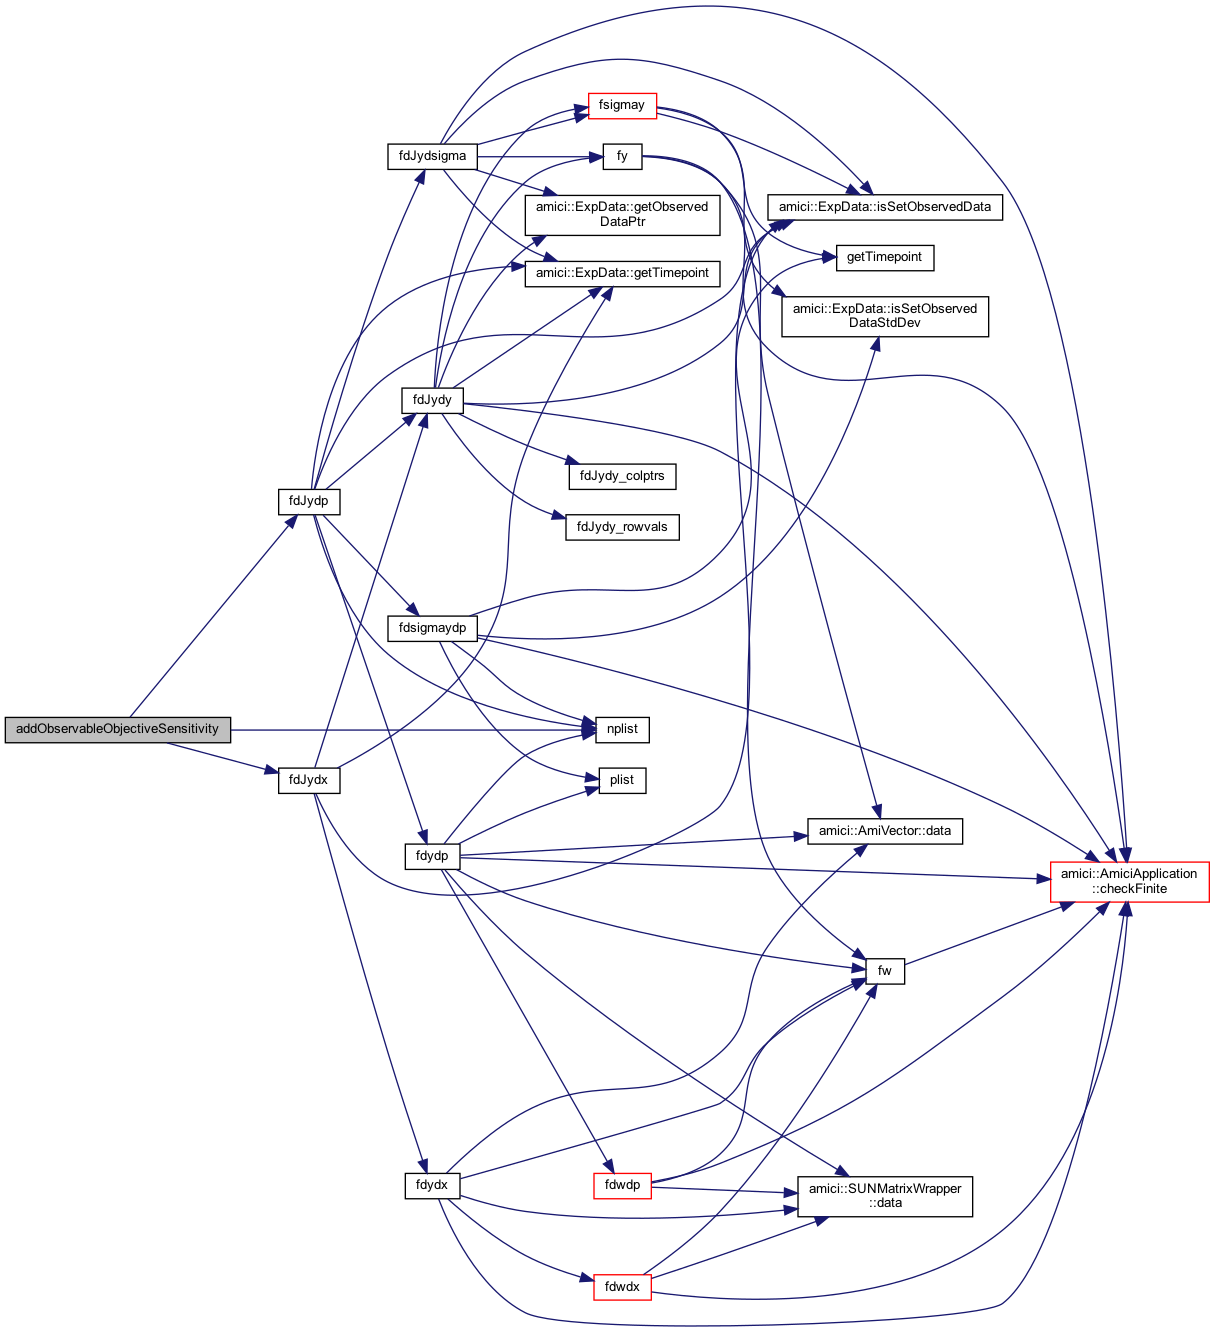 fsigmay
fdJydsigma
fy
amici::ExpData::getObserved
DataPtr
amici::ExpData::isSetObservedData
getTimepoint
amici::ExpData::getTimepoint
amici::ExpData::isSetObserved
DataStdDev
fdJydy
fdJydy_colptrs
fdJydp
fdJydy_rowvals
fdsigmaydp
addObservableObjectiveSensitivity
nplist
fdJydx
plist
amici::AmiVector::data
fdydp
amici::AmiciApplication
::checkFinite
fw
fdydx
fdwdp
amici::SUNMatrixWrapper
::data
fdwdx